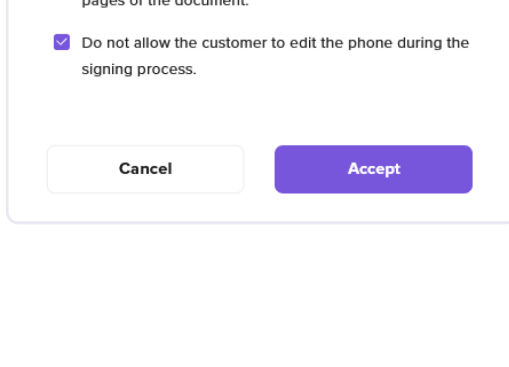 pages of the document.
Do not allow the customer to edit the phone during the
signing process.
Cancel
Accept